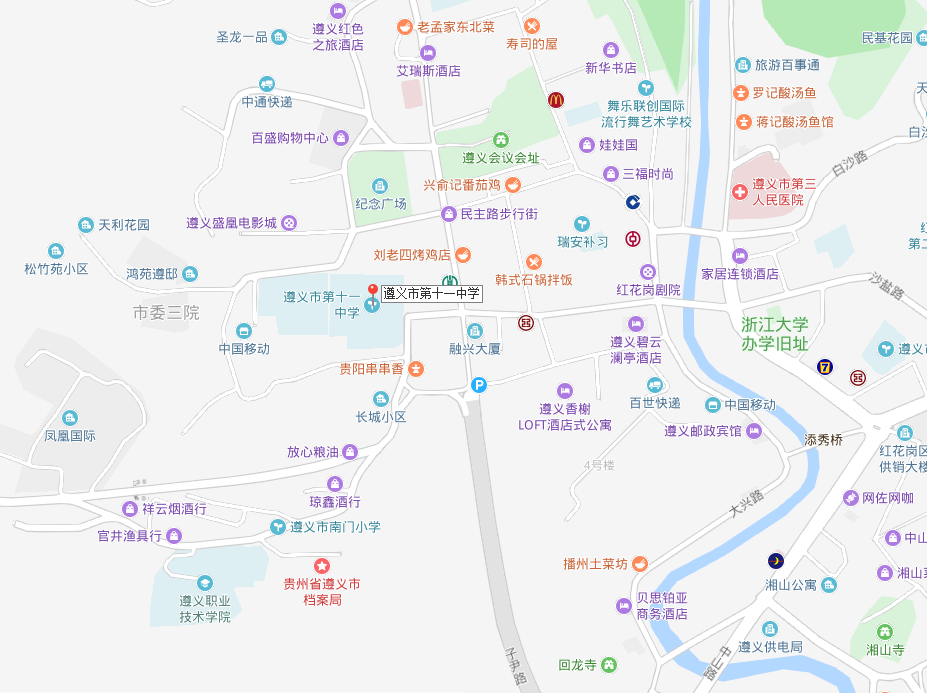 遵义红色
之旅酒店
圣龙一品
老孟家东北菜
寿司的屋
艾瑞斯酒店
新华书店
民基花园
旅游百事通
中通快递
罗记酸汤鱼
舞乐联创国际
流行舞艺术学校
蒋记酸汤鱼馆
百盛购物中心
遵义会议会址
娃娃国
白沙路
三福时尚
兴俞记番茄鸡
遵义市第三
人民医院
纪念广场
民主路步行街
遵义盛凰电影城
天利花园
瑞安补习
松竹苑小区
鸿苑遵邸
刘老四烤鸡店
韩式石锅拌饭
家居连锁酒店
红花岗剧院
沙盐路
遵义市第十一
中学
遵义市第十一中学
市委三院
中国移动
融兴大厦
遵义碧云
澜亭酒店
浙江大学
办学旧址
7
贵阳串串香
P
长城小区
遵义香榭
LOFT酒店式公寓
百世快递
中国移动
凤凰国际
遵义邮政宾馆
添秀桥
放心粮油
4号楼
红花岗区
供销大楼
琼鑫酒行
大兴路
网佐网咖
祥云烟酒行
官井渔具行
遵义市南门小学
播州土菜坊
湘山公寓
贵州省遵义市
档案局
遵义职业
技术学院
贝思铂亚
商务酒店
遵义供电局
湘山寺
子尹路
回龙寺
中山路